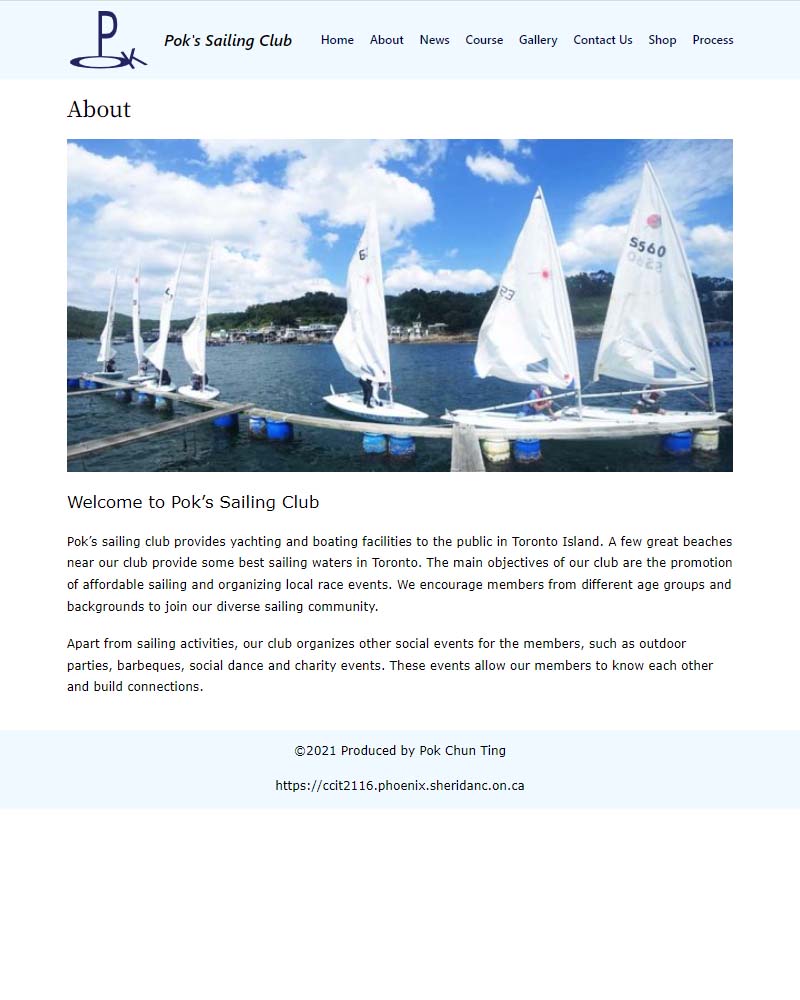 Pok
Pok's Sailing Club
Home About News Course Gallery Contact Us Shop Process
About
S560
Welcome to Pok’s Sailing Club
Pok’s sailing club provides yachting and boating facilities to the public in Toronto Island. A few great beaches
near our club provide some best sailing waters in Toronto. The main objectives of our club are the promotion
of affordable sailing and organizing local race events. We encourage members from different age groups and
backgrounds to join our diverse sailing community.
Apart from sailing activities, our club organizes other social events for the members, such as outdoor
parties, barbeques, social dance and charity events. These events allow our members to know each other
and build connections.
©2021 Produced by Pok Chun Ting
https://ccit2116.phoenix.sheridanc.on.ca